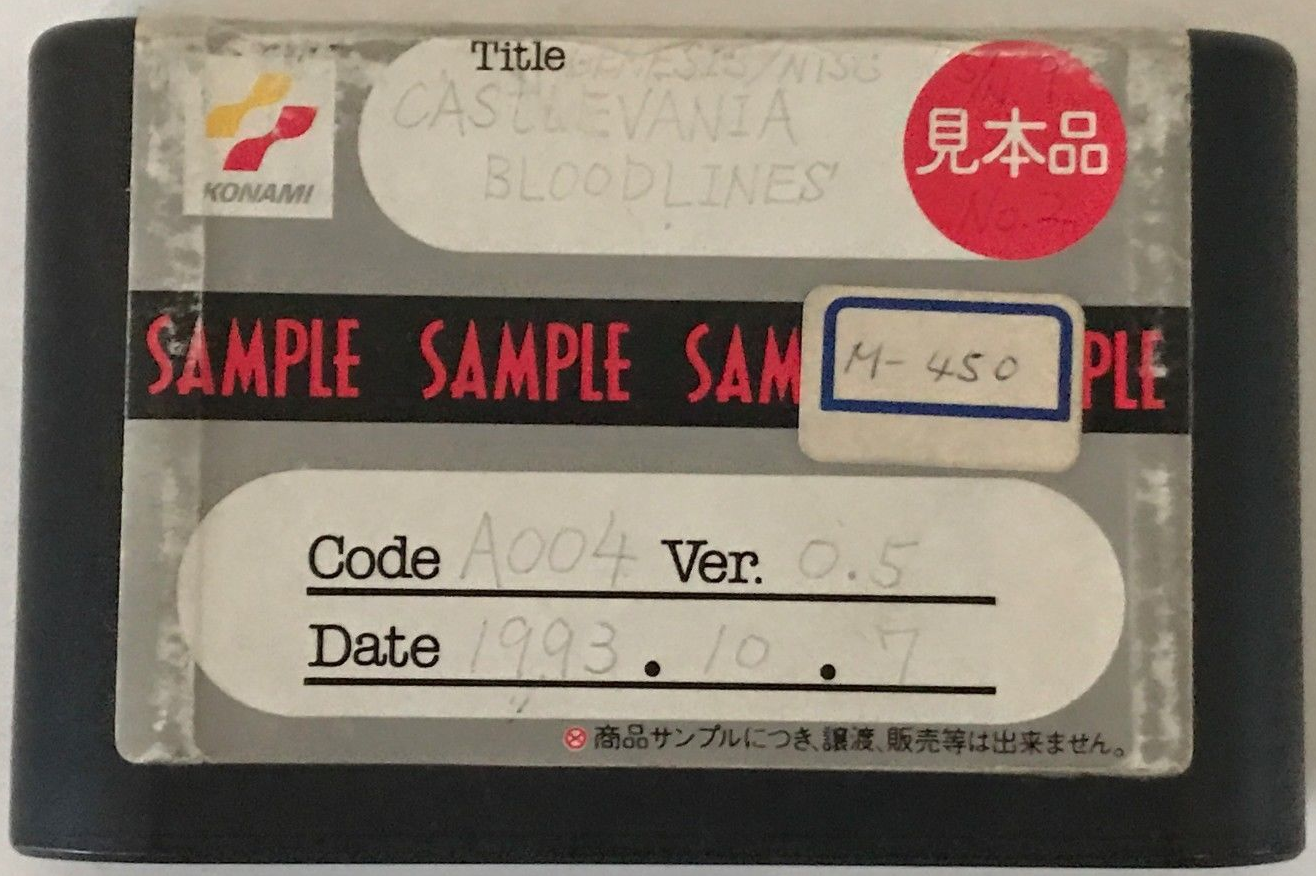 Title GENESIS/NTSC
CASTLEVANIA
BLOODLINES
KONAMI
見本品
No.2
SAMPLE SAMPLE SAM PLE
M-450
Code A004 Ver. 0.5
Date 1993.10.7
商品サンプルにつき、譲渡、販売等は出来ません。